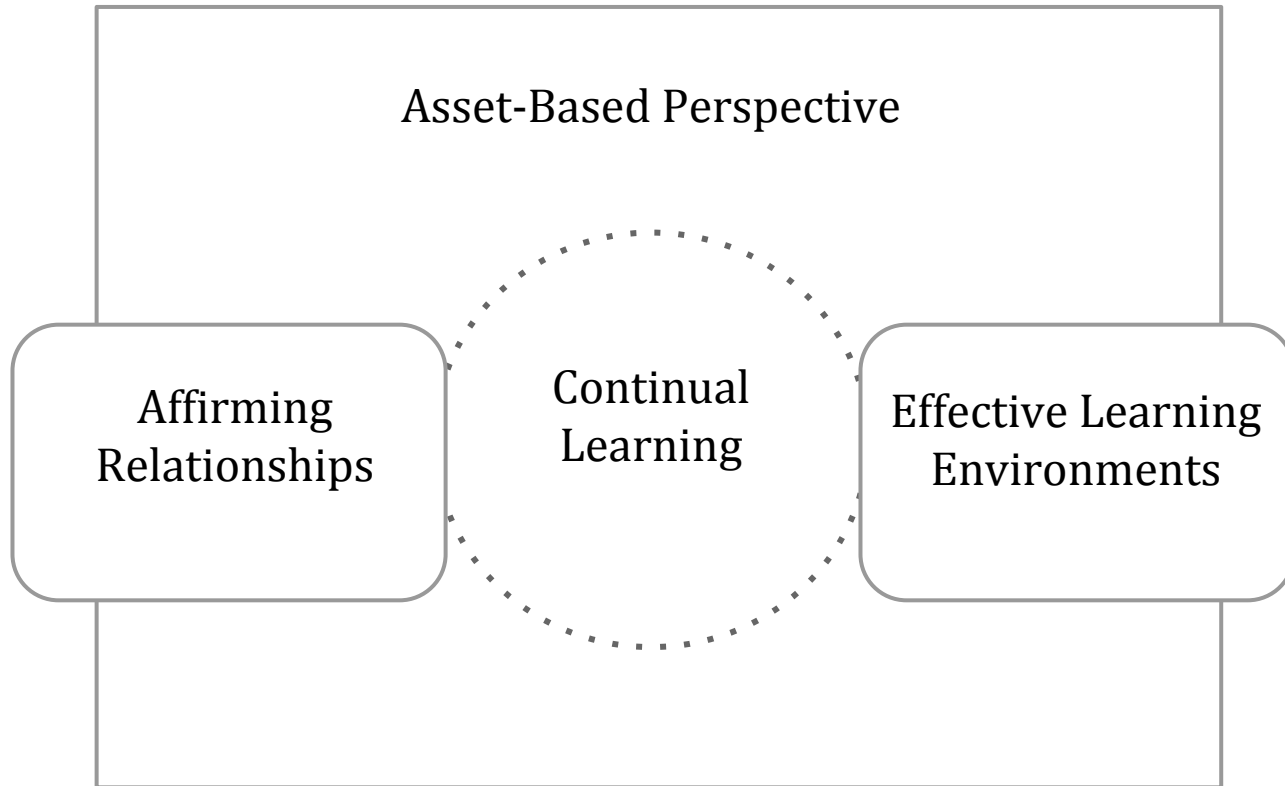 Asset-Based Perspective
Affirming
Relationships
Continual
Learning
Effective Learning
Environments